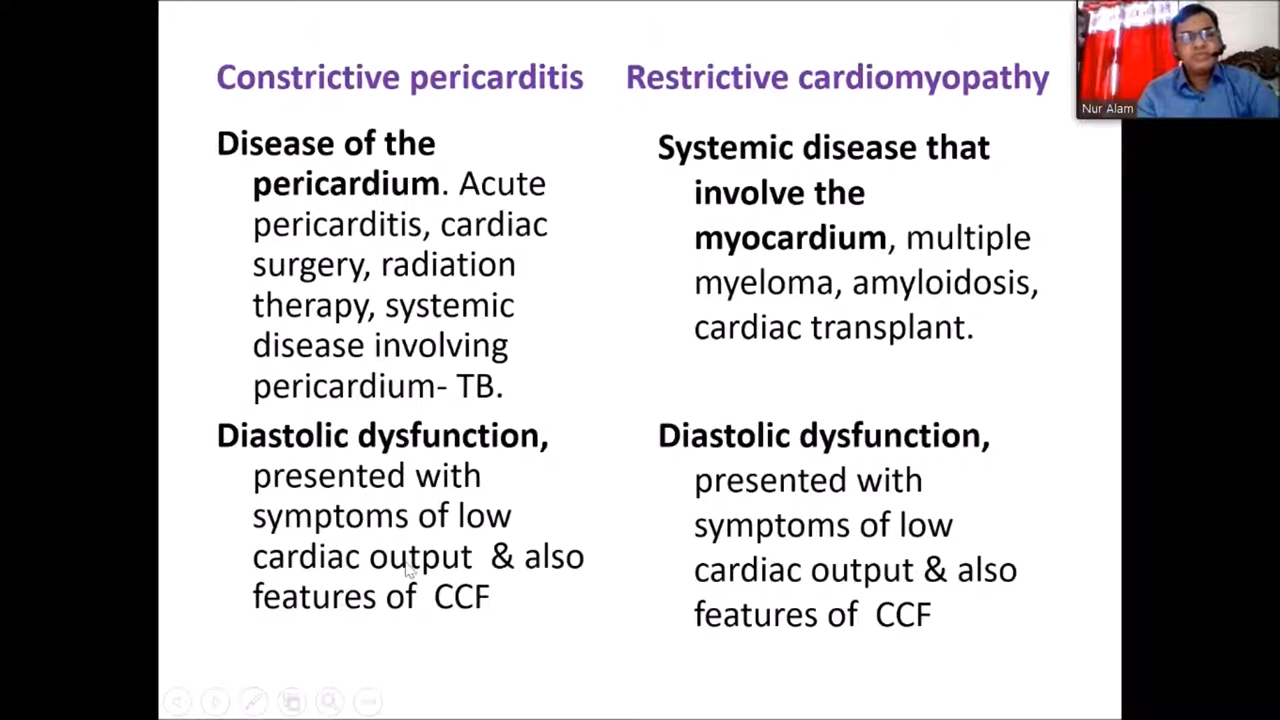 Constrictive pericarditis
Disease of the
pericardium. Acute
pericarditis, cardiac
surgery, radiation
therapy, systemic
disease involving
pericardium- TB.
Diastolic dysfunction,
presented with
symptoms of low
cardiac output & also
features of CCF
Restrictive cardiomyopathy
Systemic disease that
involve the
myocardium, multiple
myeloma, amyloidosis,
cardiac transplant.
Diastolic dysfunction,
presented with
symptoms of low
cardiac output & also
features of CCF
Nur Alam